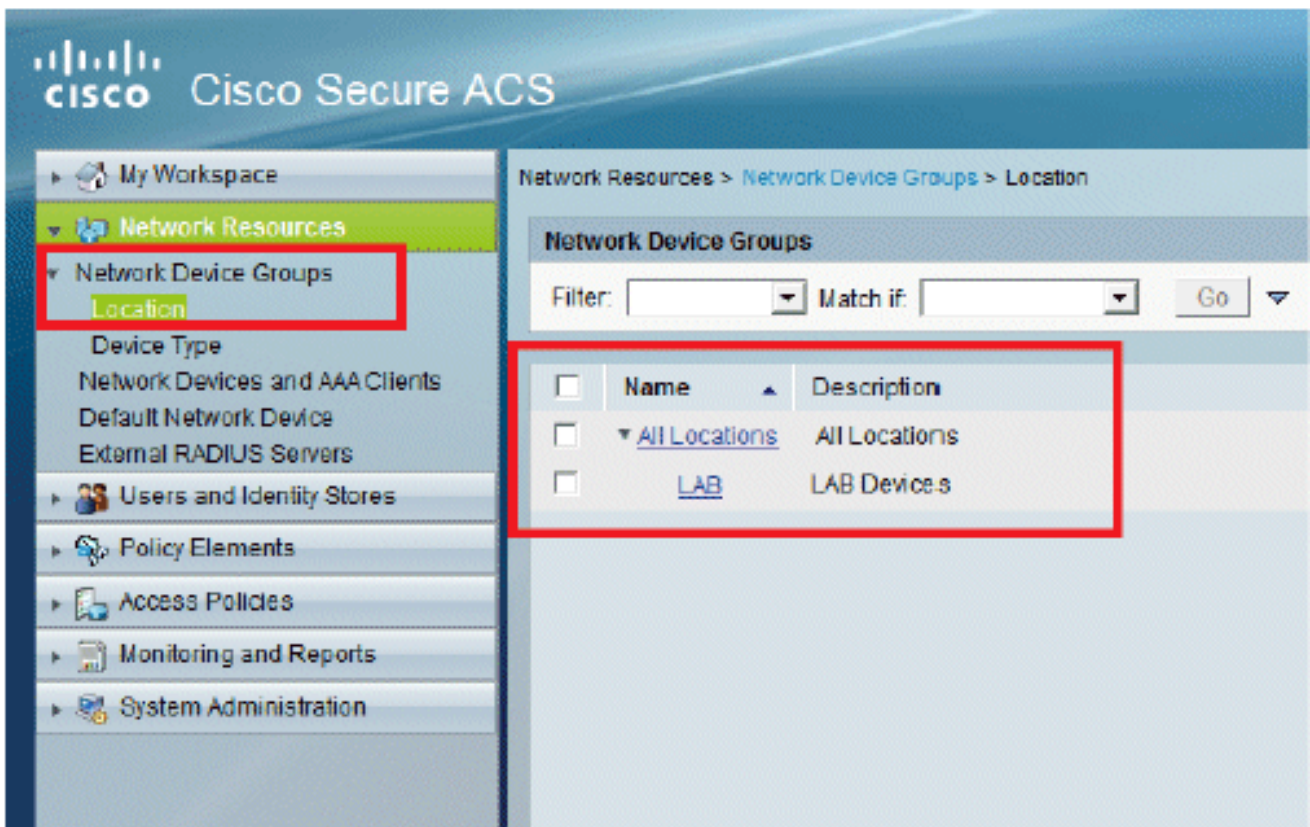 CISCO Cisco Secure ACS
My Workspace
Network Resources
Network Device Groups
Location
Device Type
Network Devices and AAA Clients
Default Network Device
External RADIUS Servers
Users and Identity Stores
Policy Elements
Access Policies
Monitoring and Reports
System Administration
Network Resources > Network Device Groups > Location
Network Device Groups
Filter: Match if: Go
Name Description
All Locations All Locations
LAB LAB Devices